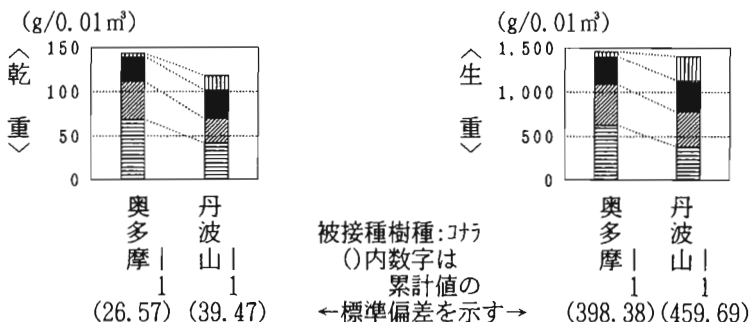 (g/0.01㎥)
〈乾重〉
150
100
50
0
奥多摩｜1
丹波山｜1
(26.57) (39.47)
(g/0.01㎥)
〈生重〉
1,500
1,000
500
0
奥多摩｜1
丹波山｜1
(398.38)(459.69)
被接種樹種:コナラ
()内数字は
累計値の
←標準偏差を示す→